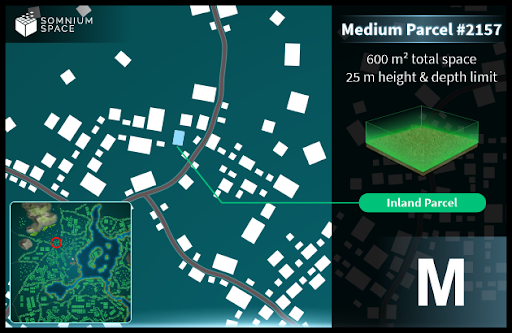 SOMNIUM
SPACE
Medium Parcel #2157
600 m² total space
25 m height & depth limit
Inland Parcel
M